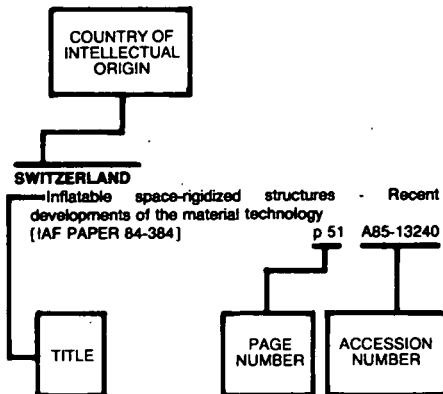 COUNTRY OF
INTELLECTUAL
ORIGIN
SWITZERLAND
Inflatable space-rigidized structures - Recent
developments of the material technology
[IAF PAPER 84-384] p 51 A85-13240
TITLE
PAGE
NUMBER
ACCESSION
NUMBER